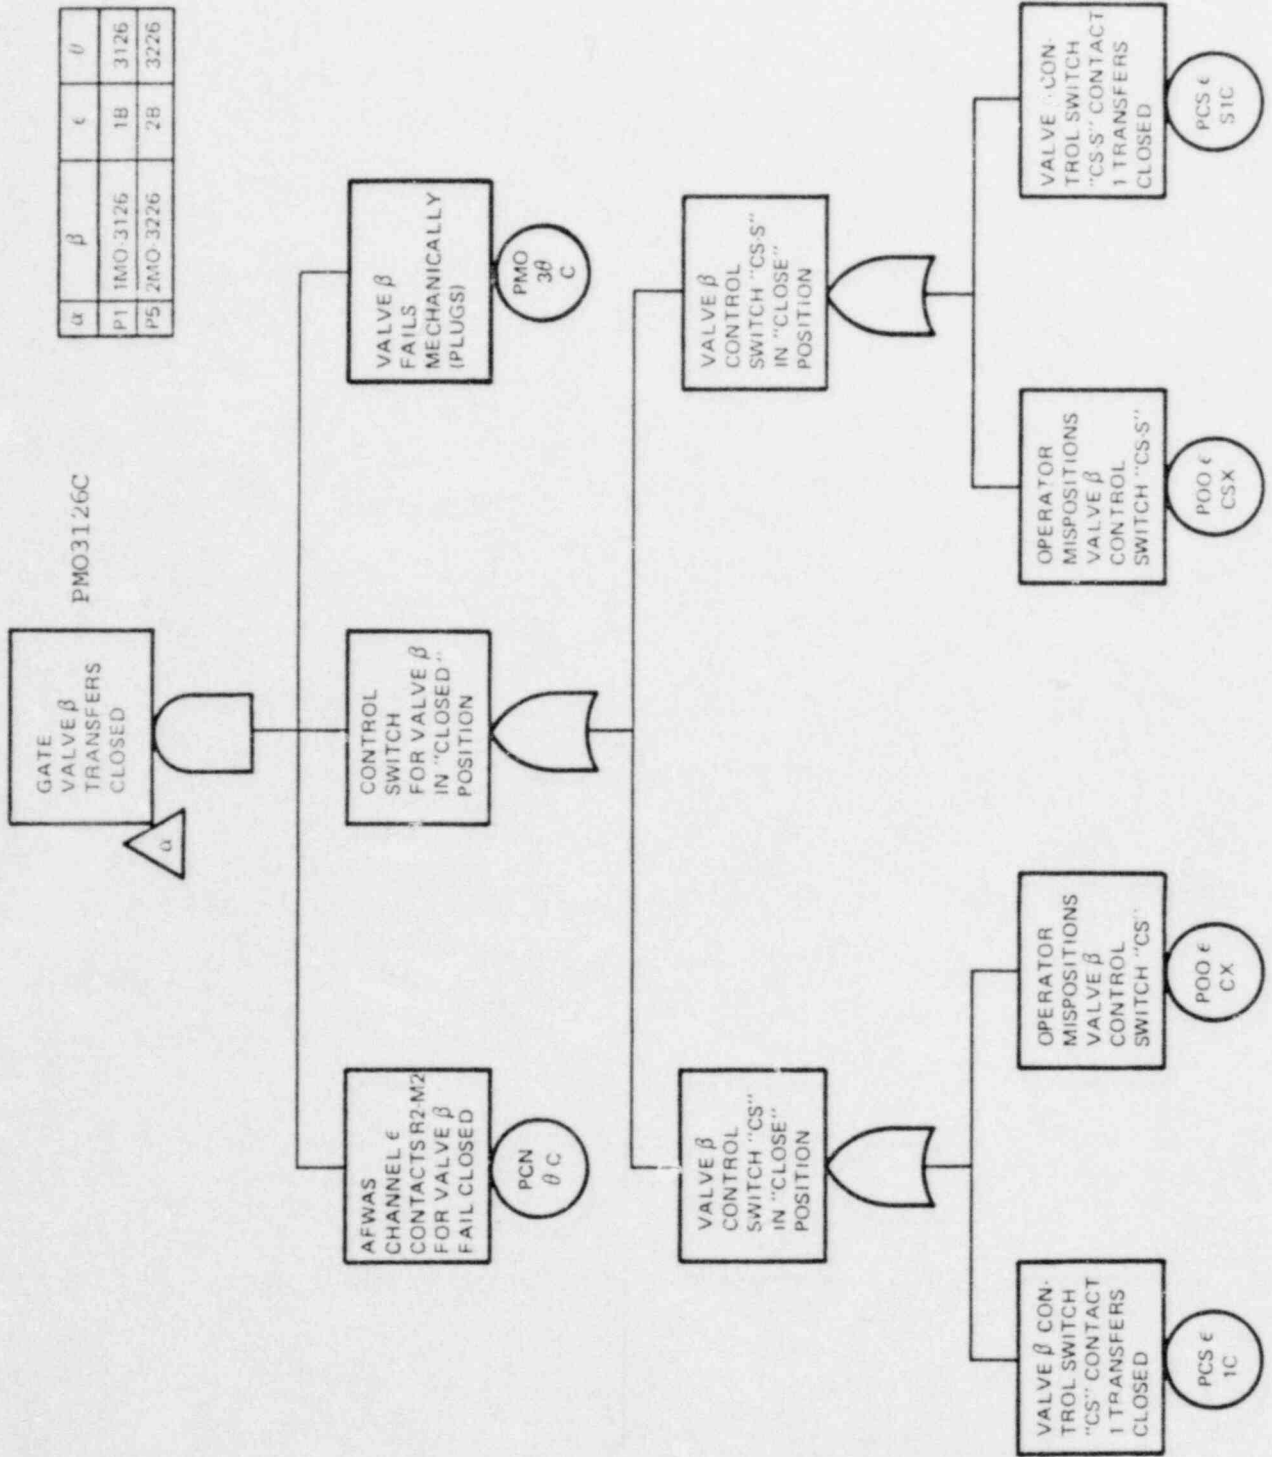 GATE
VALVE β
TRANSFERS
CLOSED
α
PMO3126C
α β ϵ θ
P1 1MO-3126 1B 3126
P5 2MO-3226 2B 3226
AFWAS
CHANNEL ϵ
CONTACTS R2-M2
FOR VALVE β
FAIL CLOSED
PCN
θ C
CONTROL
SWITCH
FOR VALVE β
IN "CLOSED"
POSITION
VALVE β
FAILS
MECHANICALLY
(PLUGS)
PMO
3θ
C
VALVE β
CONTROL
SWITCH "CS"
IN "CLOSE"
POSITION
VALVE β
CONTROL
SWITCH "CS-S"
IN "CLOSE"
POSITION
VALVE β CON-
TROL SWITCH
"CS" CONTACT
1 TRANSFERS
CLOSED
PCS ϵ
1C
OPERATOR
MISPOSITIONS
VALVE β
CONTROL
SWITCH "CS"
POO ϵ
CX
OPERATOR
MISPOSITIONS
VALVE β
CONTROL
SWITCH "CS-S"
POO ϵ
CSX
VALVE CON-
TROL SWITCH
"CS-S" CONTACT
1 TRANSFERS
CLOSED
PCS ϵ
S1C